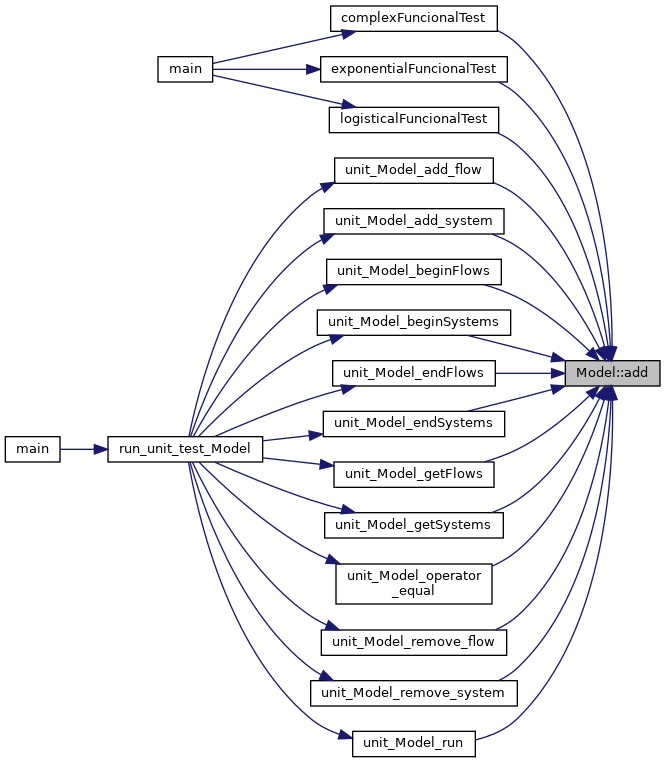 complexFuncionalTest
main
exponentialFuncionalTest
logisticalFuncionalTest
unit_Model_add_flow
unit_Model_add_system
unit_Model_beginFlows
unit_Model_beginSystems
unit_Model_endFlows
Model::add
unit_Model_endSystems
main
run_unit_test_Model
unit_Model_getFlows
unit_Model_getSystems
unit_Model_operator
_equal
unit_Model_remove_flow
unit_Model_remove_system
unit_Model_run